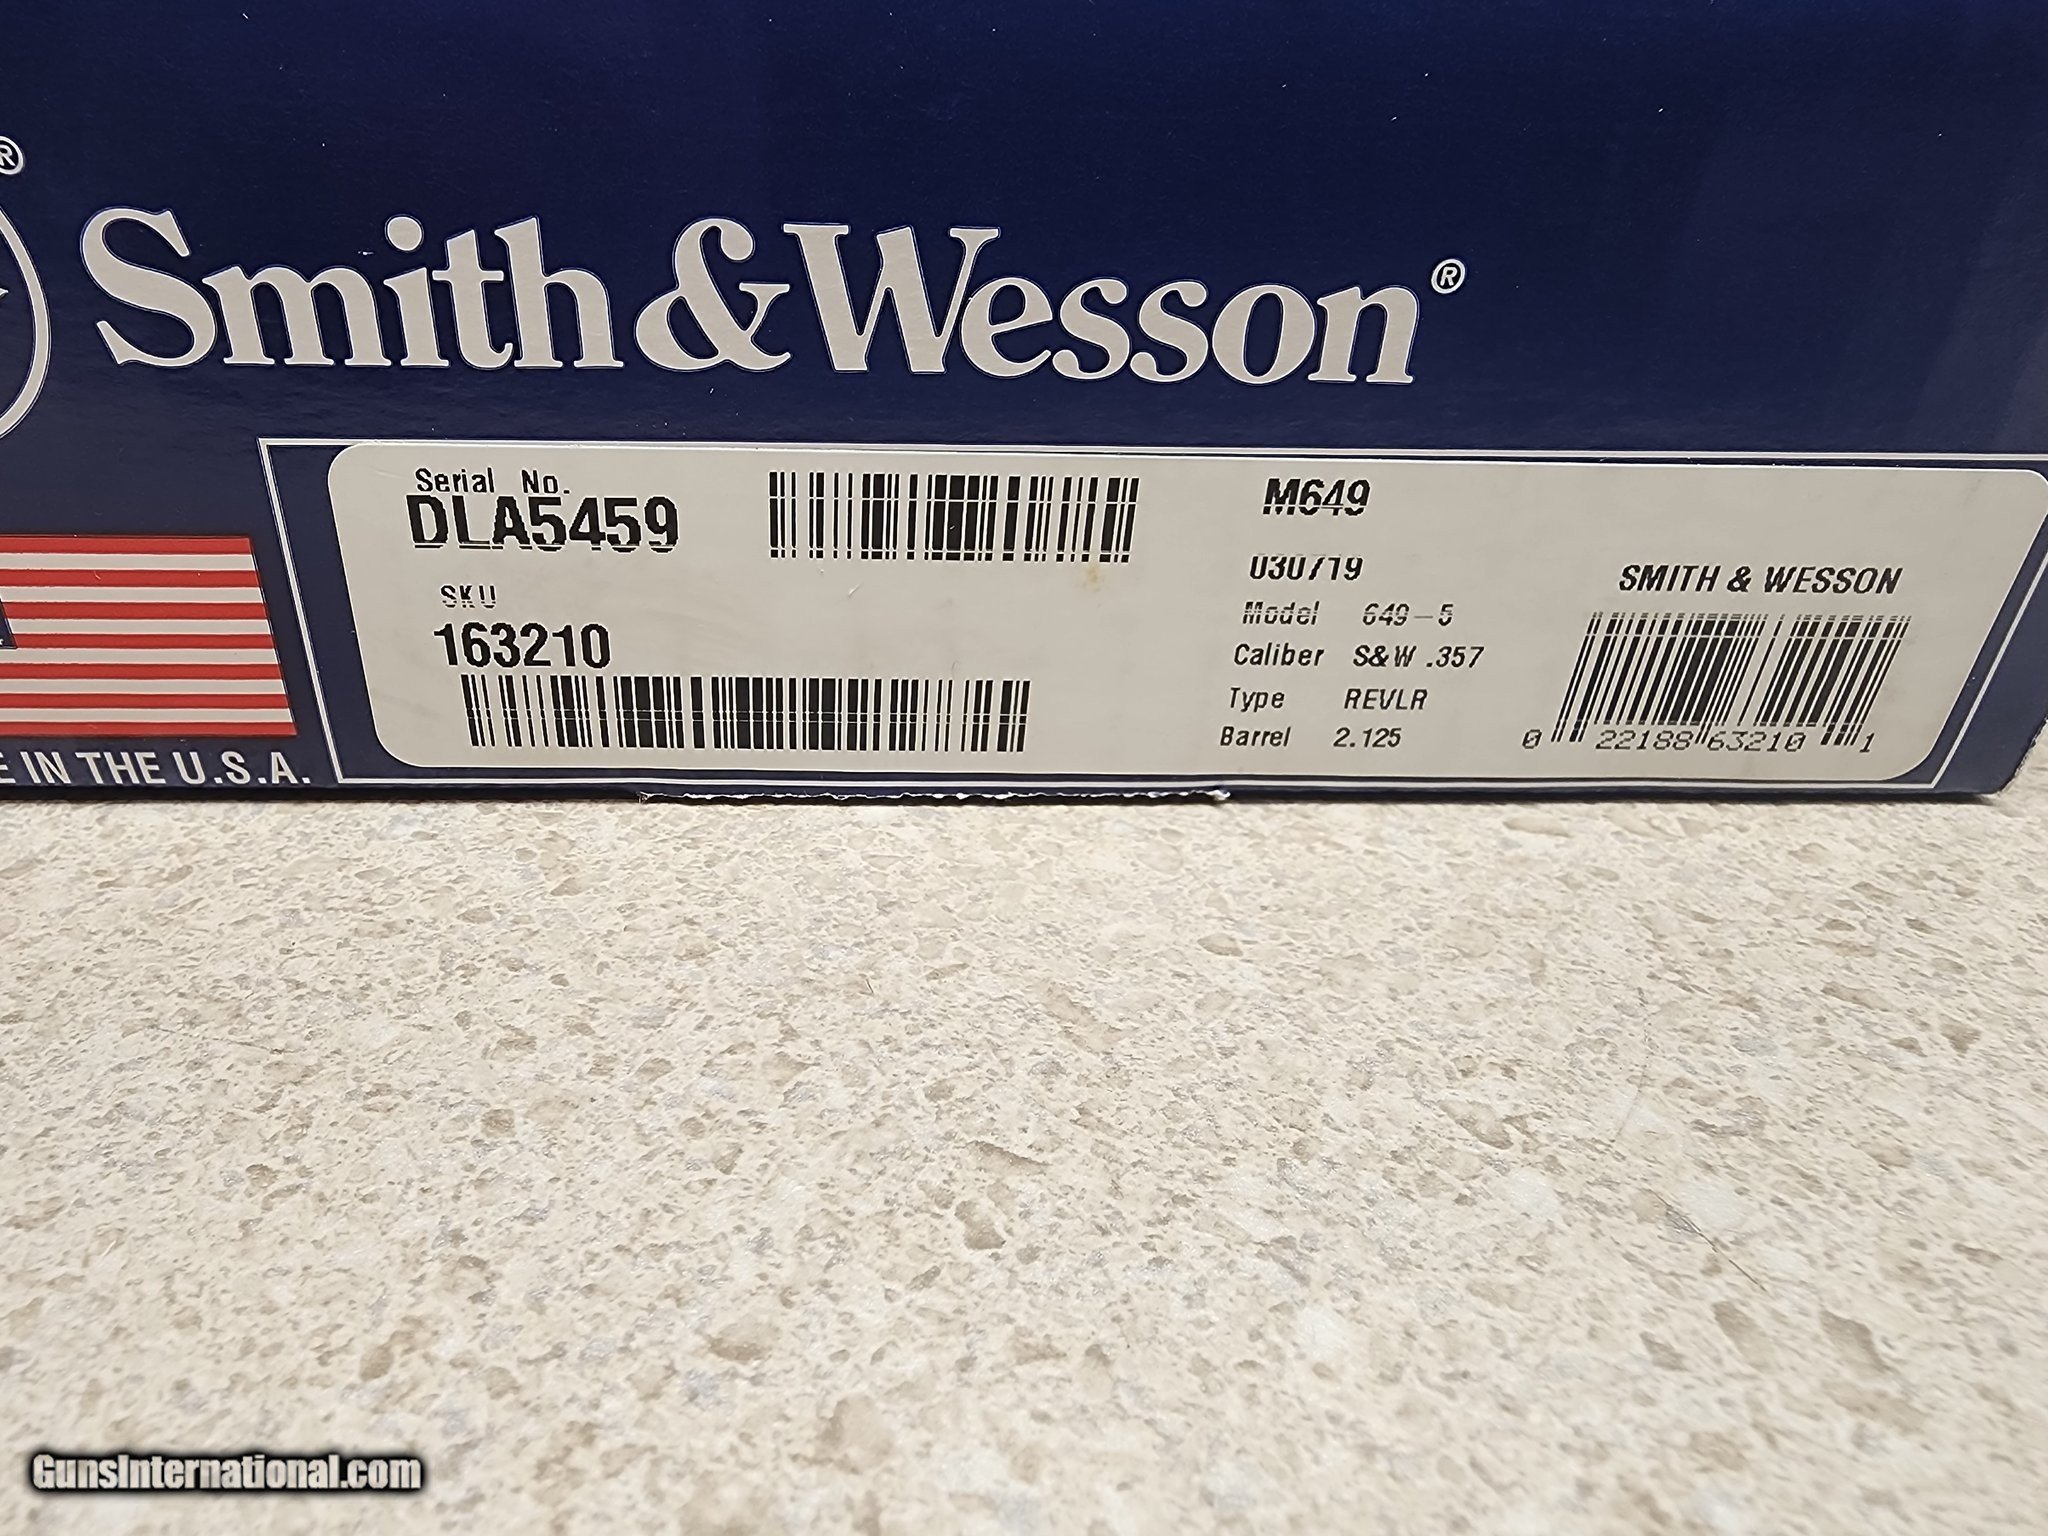 ®
Smith & Wesson®
Serial No.
DLA5459
SKU
163210
M649
030719
Model 649-5
Caliber S&W .357
Type REVLR
Barrel 2.125
SMITH & WESSON
0 22188 63210 1
E IN THE U.S.A.
GunsInternational.com